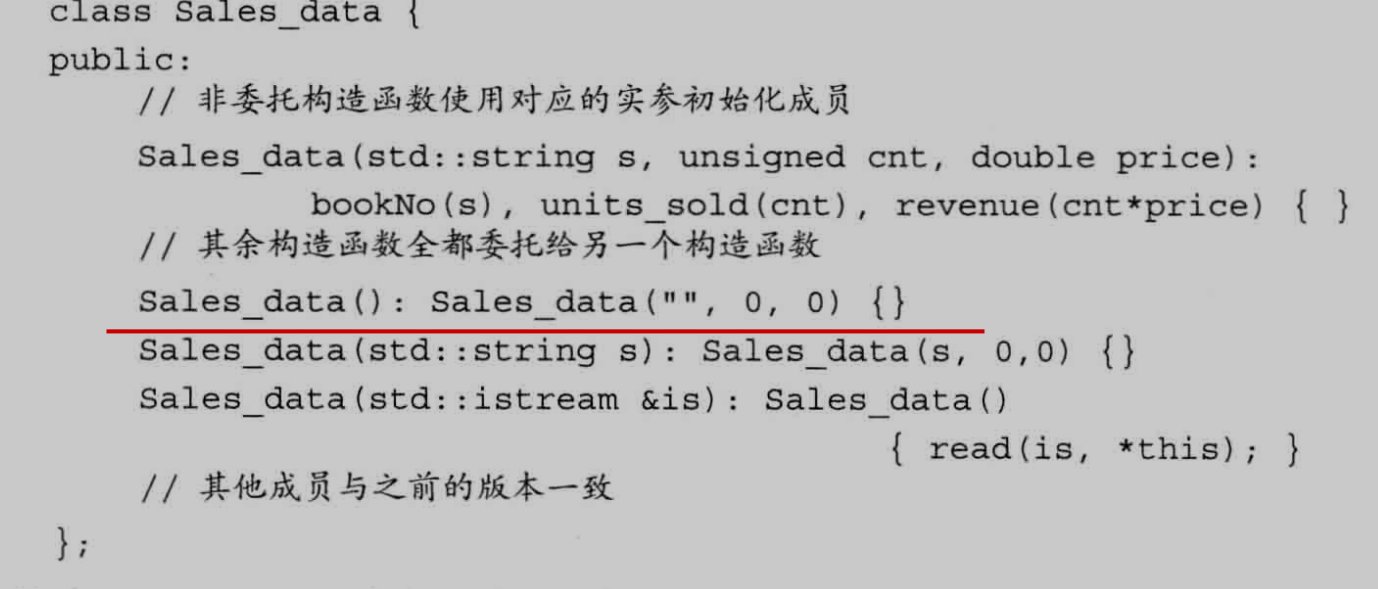 class Sales_data {
public:
// 非委托构造函数使用对应的实参初始化成员
Sales_data(std::string s, unsigned cnt, double price):
bookNo(s), units_sold(cnt), revenue(cnt*price) { }
// 其余构造函数全都委托给另一个构造函数
Sales_data(): Sales_data("", 0, 0) {}
Sales_data(std::string s): Sales_data(s, 0,0) {}
Sales_data(std::istream &is): Sales_data()
{ read(is, *this); }
// 其他成员与之前的版本一致
};